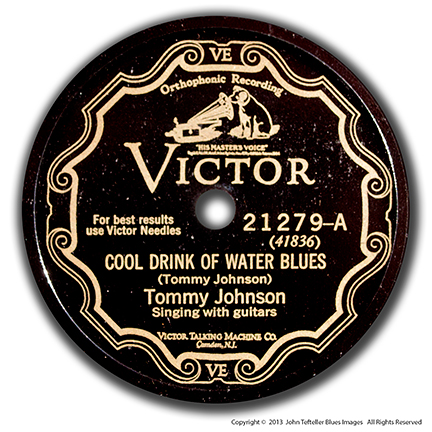 VE
Orthophonic Recording
"HIS MASTER'S VOICE"
VICTOR
For best results
use Victor Needles
21279-A
(41836)
COOL DRINK OF WATER BLUES
(Tommy Johnson)
Tommy Johnson
Singing with guitars
VICTOR TALKING MACHINE CO.
Camden, N.J.
VE
Copyright © 2013 John Tefteller Blues Images All Rights Reserved